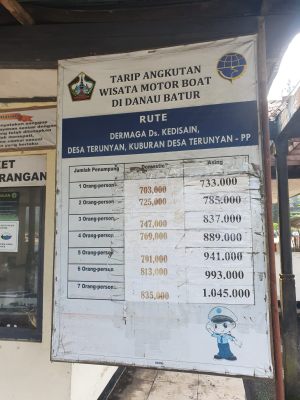 TARIP ANGKUTAN
WISATA MOTOR BOAT
DI DANAU BATUR
RUTE
DERMAGA Ds. KEDISAIN,
DESA TERUNYAN, KUBURAN DESA TERUNYAN - PP
Jumlah Penumpang Domestic Asing
1 Orang-person 703,000 733.000
2 Orang-person 725,000 785.000
3 Orang-person 747,000 837.000
4 Orang-person 769,000 889.000
5 Orang-person 791,000 941.000
6 Orang-person 813,000 993,000
7 Orang-person 835,000 1.045.000
KET
RANGAN